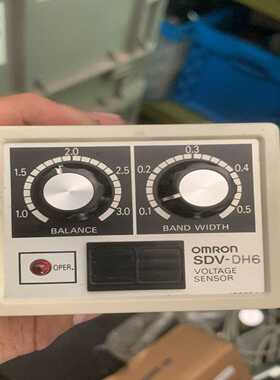 2.0 0.3
1.5 2.5 0.2 0.4
1.0 3.0 0.1 0.5
BALANCE BAND WIDTH
OPER.
OMRON
SDV-DH6
VOLTAGE
SENSOR